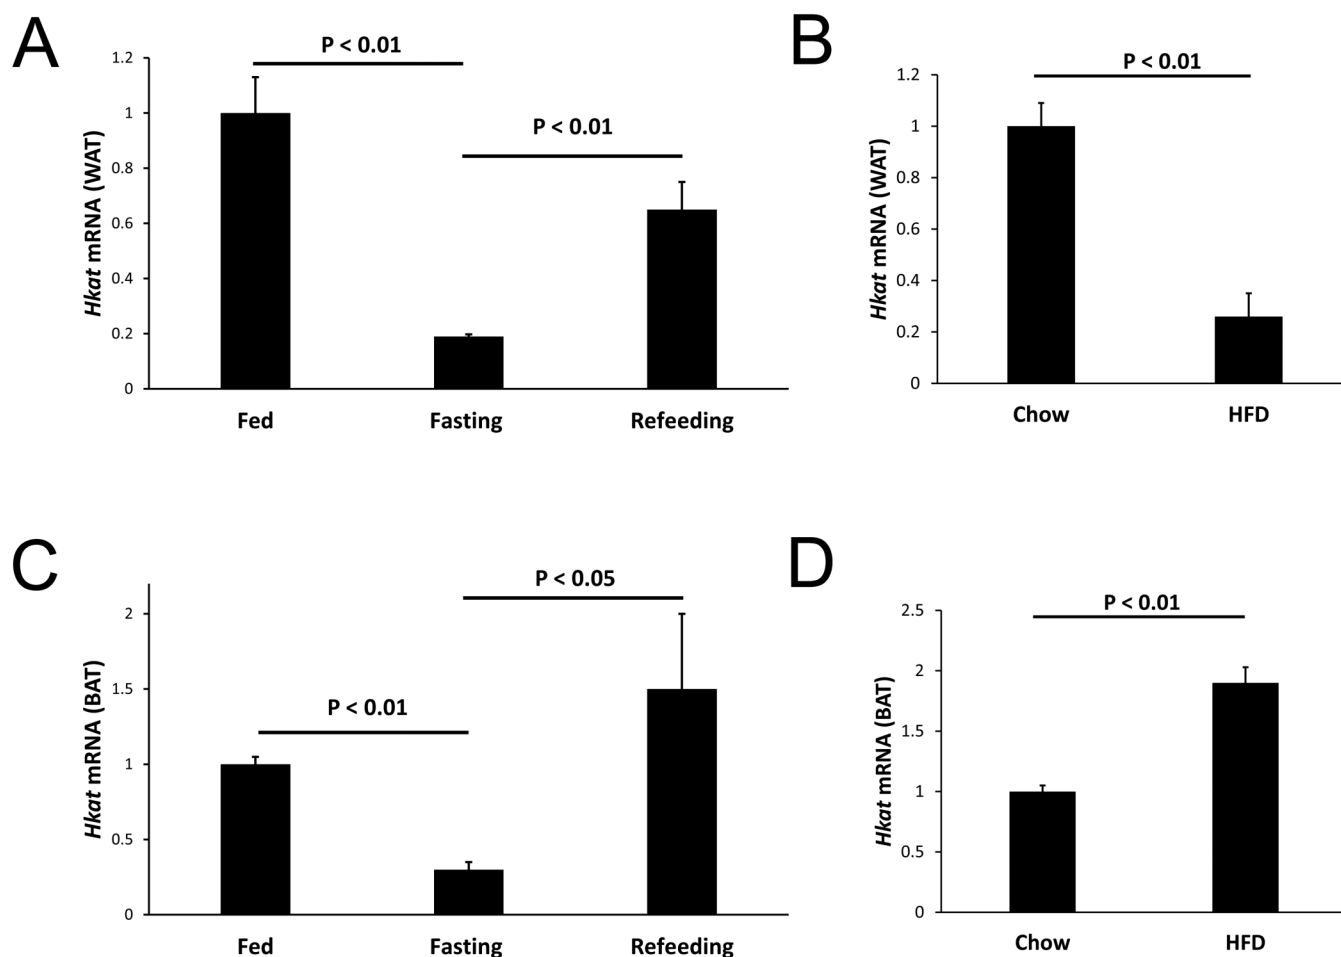 A
P < 0.01
P < 0.01
Hkat mRNA (WAT)
1.2
1
0.8
0.6
0.4
0.2
0
Fed Fasting Refeeding
B
P < 0.01
Hkat mRNA (WAT)
1.2
1
0.8
0.6
0.4
0.2
0
Chow HFD
C
P < 0.05
P < 0.01
Hkat mRNA (BAT)
2
1.5
1
0.5
0
Fed Fasting Refeeding
D
P < 0.01
Hkat mRNA (BAT)
2.5
2
1.5
1
0.5
0
Chow HFD